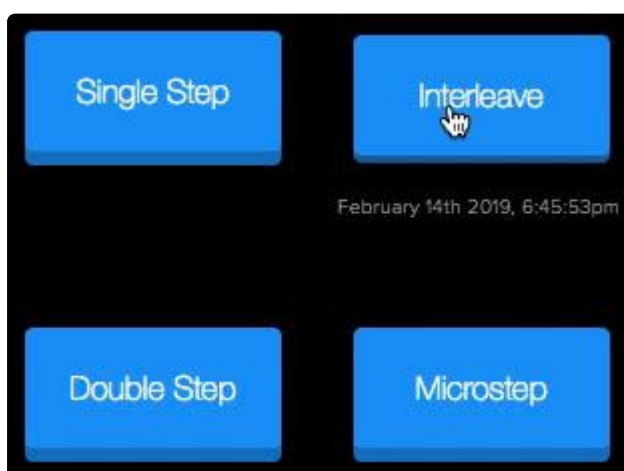 Single Step
Interleave
February 14th 2019, 6:45:53pm
Double Step
Microstep